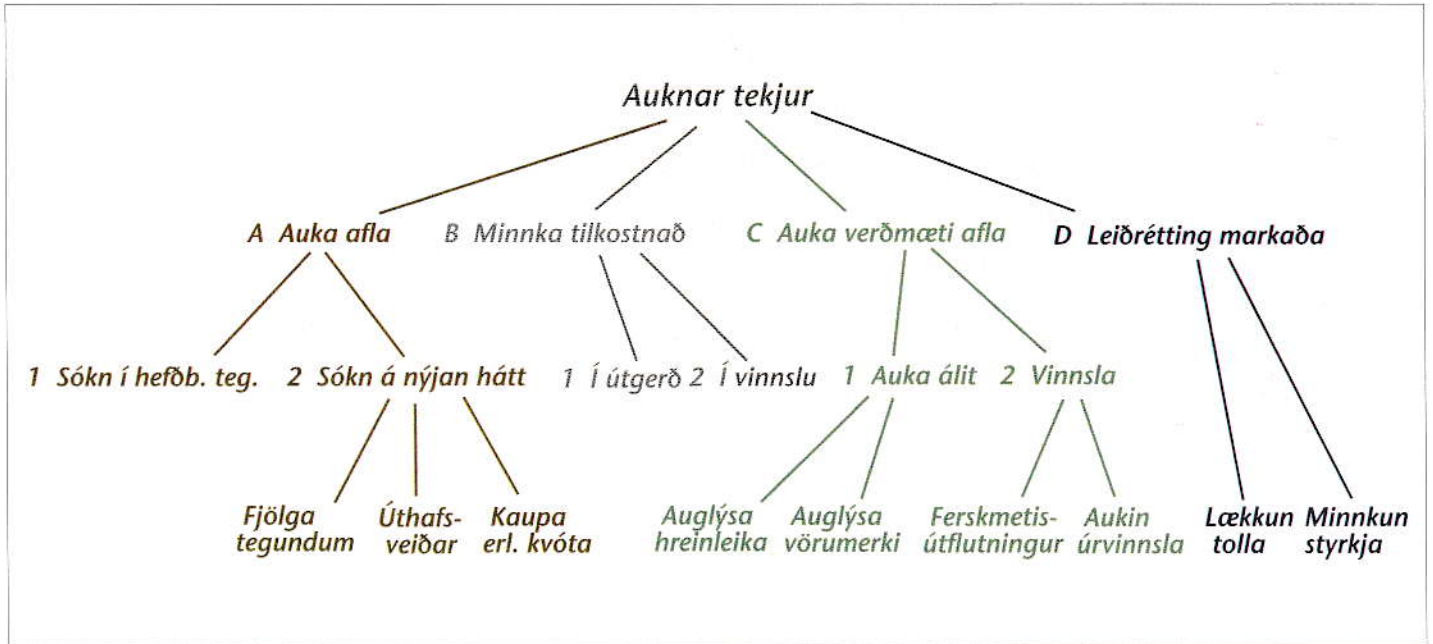 Auknar tekjur
A Auka afla
B Minnka tilkostnað
C Auka verðmæti afla
D Leiðrétting markaða
1 Sókn í hefðb. teg.
2 Sókn á nýjan hátt
1 Í útgerð
2 Í vinnslu
1 Auka álit
2 Vinnsla
Fjölga
tegundum
Úthafs-
veiðar
Kaupa
erl. kvóta
Auglýsa
hreinleika
Auglýsa
vörumerki
Ferskmetis-
útflutningur
Aukin
úrvinnsla
Lækkun
tolla
Minnkun
styrkja